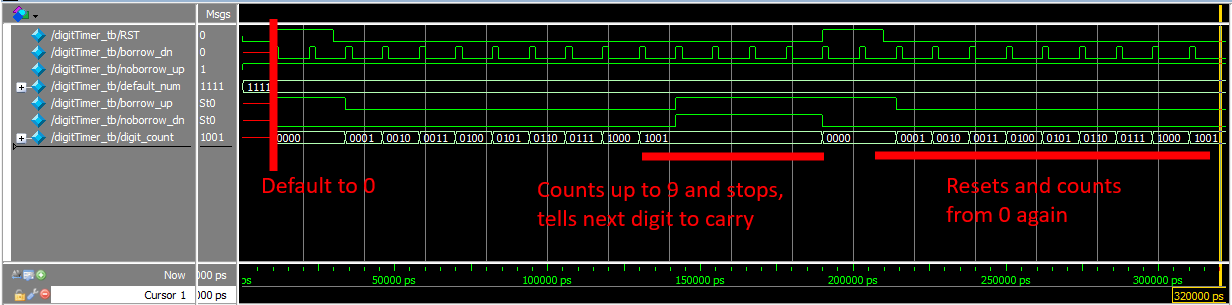 Msgs
/digitTimer_tb/RST 0
/digitTimer_tb/borrow_dn 0
/digitTimer_tb/noborrow_up 1
/digitTimer_tb/default_num 1111 1111
/digitTimer_tb/borrow_up St0
/digitTimer_tb/noborrow_dn St0
/digitTimer_tb/digit_count 1001 0000 0001 0010 0011 0100 0101 0110 0111 1000 1001 0000 0001 0010 0011 0100 0101 0110 0111 1000 1001
Default to 0
Counts up to 9 and stops,
tells next digit to carry
Resets and counts
from 0 again
Now 000 ps ps 50000 ps 100000 ps 150000 ps 200000 ps 250000 ps 300000 ps
Cursor 1 000 ps 320000 ps